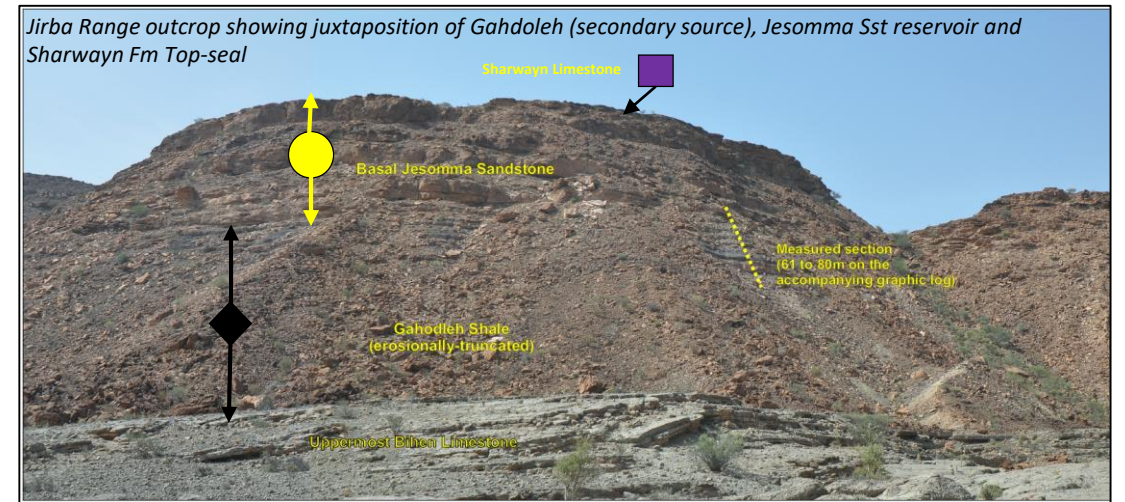 Jirba Range outcrop showing juxtaposition of Gahdoleh (secondary source), Jesomma Sst reservoir and
Sharwayn Fm Top-seal
Sharwayn Limestone
Basal Jesomma Sandstone
Measured section
(61 to 80m on the
accompanying graphic log)
Gahodleh Shale
(erosionally-truncated)
Uppermost Bihen Limestone